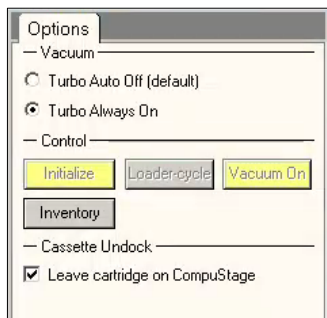 Options
Vacuum
Turbo Auto Off (default)
Turbo Always On
Control
Initialize Loader-cycle Vacuum On
Inventory
Cassette Undock
Leave cartridge on CompuStage